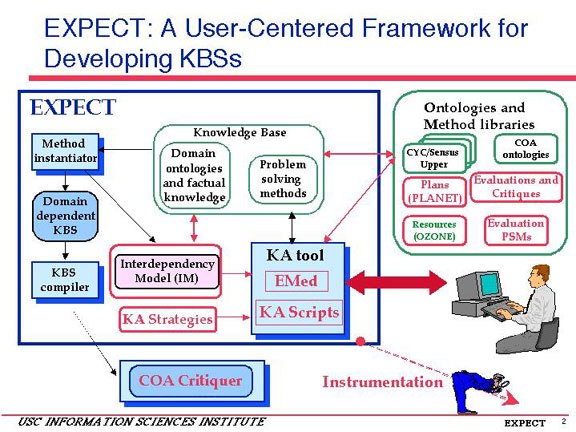 EXPECT: A User-Centered Framework for
Developing KBSs
EXPECT
Method
instantiator
Domain
dependent
KBS
KBS
compiler
Knowledge Base
Domain
ontologies
and factual
knowledge
Problem
solving
methods
Interdependency
Model (IM)
KA Strategies
KA tool
EMed
KA Scripts
Ontologies and
Method libraries
CYC/Sensus
Upper
COA
ontologies
Plans
(PLANET)
Evaluations and
Critiques
Resources
(OZONE)
Evaluation
PSMs
COA Critiquer
Instrumentation
USC INFORMATION SCIENCES INSTITUTE
EXPECT
2